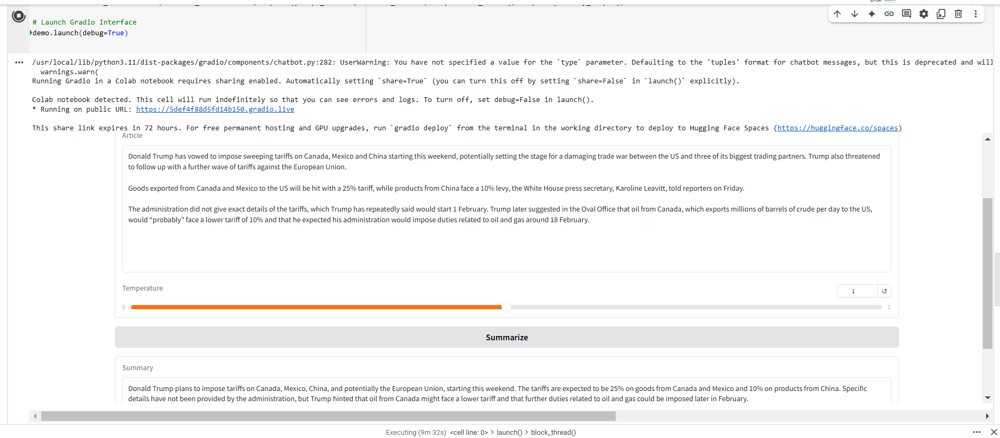 # Launch Gradio Interface
demo.launch(debug=True)
/usr/local/lib/python3.11/dist-packages/gradio/components/chatbot.py:282: UserWarning: You have not specified a value for the `type` parameter. Defaulting to the 'tuples' format for chatbot messages, but this is deprecated and will
warnings.warn(
Running Gradio in a Colab notebook requires sharing enabled. Automatically setting `share=True` (you can turn this off by setting `share=False` in `launch()` explicitly).
Colab notebook detected. This cell will run indefinitely so that you can see errors and logs. To turn off, set debug=False in launch().
* Running on public URL: https://5def4f88d5fd14b150.gradio.live
This share link expires in 72 hours. For free permanent hosting and GPU upgrades, run `gradio deploy` from the terminal in the working directory to deploy to Hugging Face Spaces (https://huggingface.co/spaces)
Article
Donald Trump has vowed to impose sweeping tariffs on Canada, Mexico and China starting this weekend, potentially setting the stage for a damaging trade war between the US and three of its biggest trading partners. Trump also threatened
to follow up with a further wave of tariffs against the European Union.
Goods exported from Canada and Mexico to the US will be hit with a 25% tariff, while products from China face a 10% levy, the White House press secretary, Karoline Leavitt, told reporters on Friday.
The administration did not give exact details of the tariffs, which Trump has repeatedly said would start 1 February. Trump later suggested in the Oval Office that oil from Canada, which exports millions of barrels of crude per day to the US,
would “probably” face a lower tariff of 10% and that he expected his administration would impose duties related to oil and gas around 18 February.
Temperature
1
0
2
Summarize
Summary
Donald Trump plans to impose tariffs on Canada, Mexico, China, and potentially the European Union, starting this weekend. The tariffs are expected to be 25% on goods from Canada and Mexico and 10% on products from China. Specific
details have not been provided by the administration, but Trump hinted that oil from Canada might face a lower tariff and that further duties related to oil and gas could be imposed later in February.
Executing (9m 32s) <cell line: 0> > launch() > block_thread()